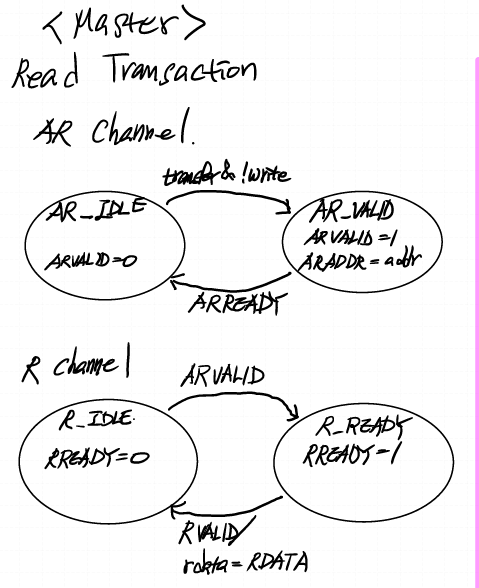 <Master>
Read Transaction
AR Channel.
transfer & !write
AR_IDLE
ARVALID=0
AR_VALID
ARVALID=1
ARADDR=addr
ARREADY
R channel
ARVALID
R_IDLE.
RREADY=0
R_READY
RREADY=1
RVALID/
rdata=RDATA